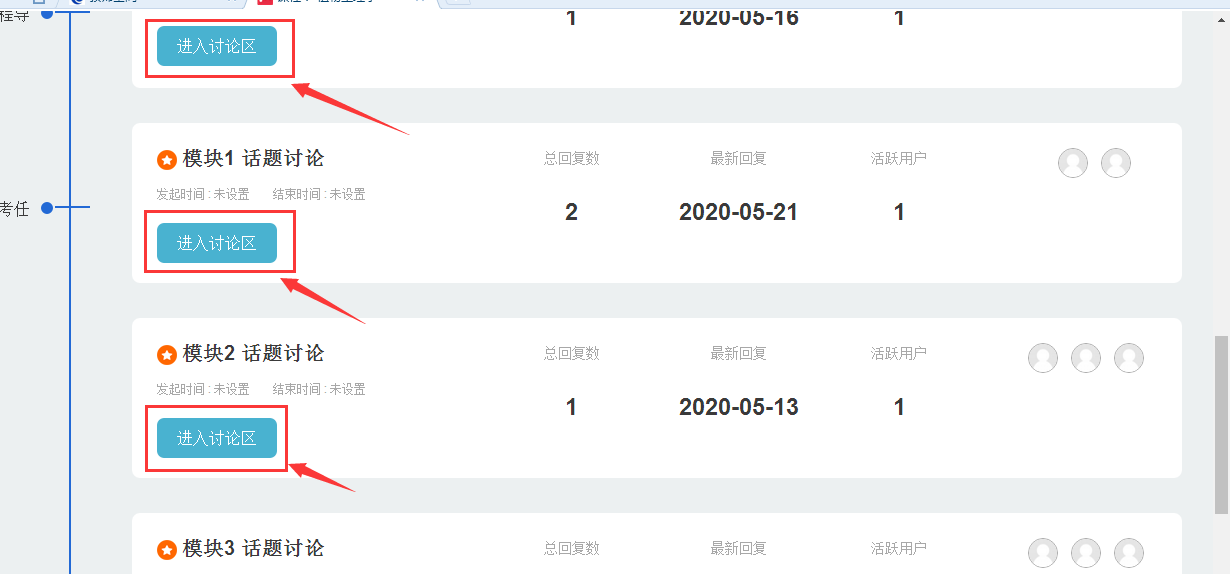 1 2020-05-16 1
进入讨论区
模块1 话题讨论 总回复数 最新回复 活跃用户
发起时间 : 未设置 结束时间 : 未设置
考任
2 2020-05-21 1
进入讨论区
模块2 话题讨论 总回复数 最新回复 活跃用户
发起时间 : 未设置 结束时间 : 未设置
1 2020-05-13 1
进入讨论区
模块3 话题讨论 总回复数 最新回复 活跃用户